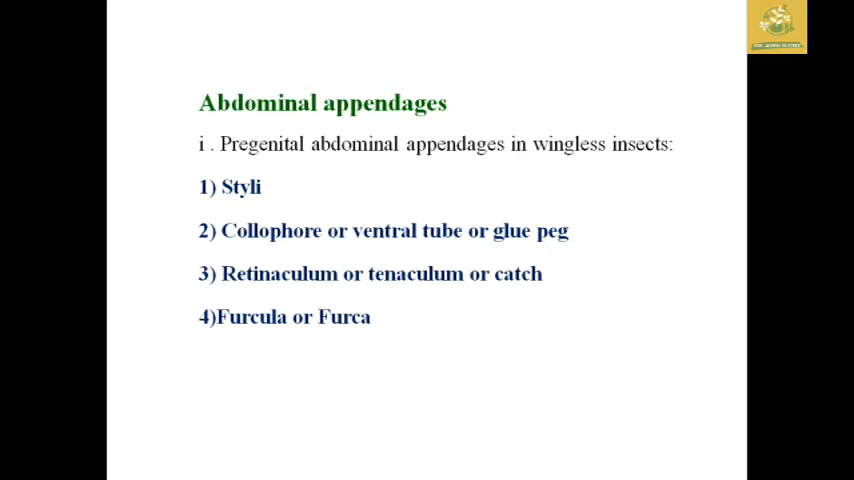 Abdominal appendages
i . Pregenital abdominal appendages in wingless insects:
1) Styli
2) Collophore or ventral tube or glue peg
3) Retinaculum or tenaculum or catch
4)Furcula or Furca